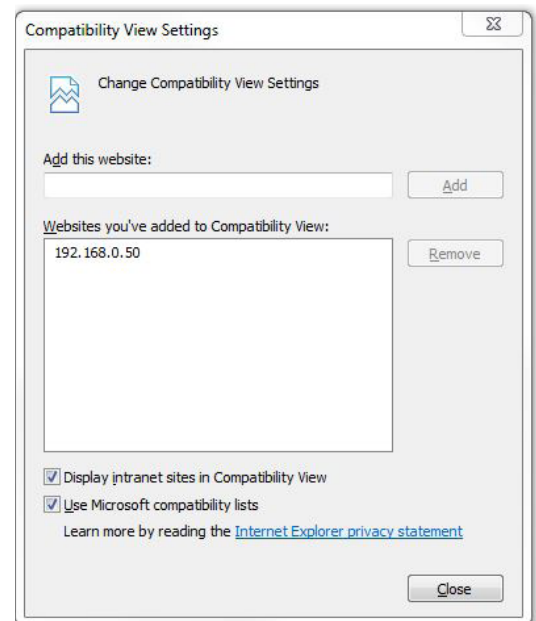 Compatibility View Settings
Change Compatibility View Settings
Add this website:
Add
Websites you've added to Compatibility View:
192.168.0.50
Remove
Display intranet sites in Compatibility View
Use Microsoft compatibility lists
Learn more by reading the Internet Explorer privacy statement
Close